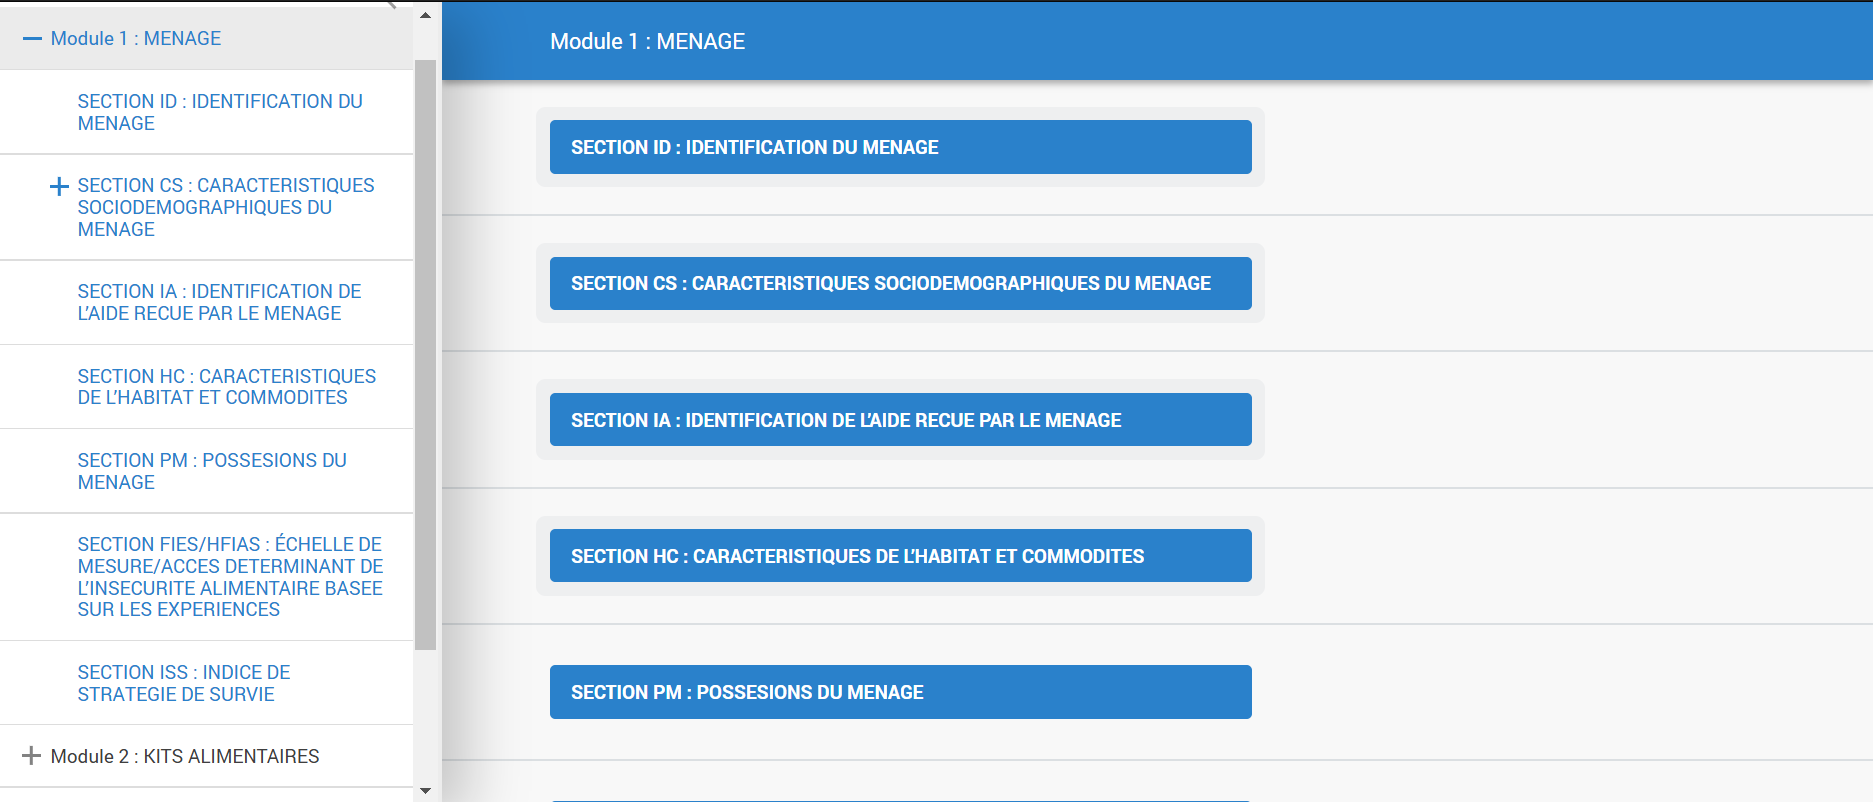 Module 1 : MENAGE
SECTION ID : IDENTIFICATION DU
MENAGE
SECTION CS : CARACTERISTIQUES
SOCIODEMOGRAPHIQUES DU
MENAGE
SECTION IA : IDENTIFICATION DE
L’AIDE RECUE PAR LE MENAGE
SECTION HC : CARACTERISTIQUES
DE L’HABITAT ET COMMODITES
SECTION PM : POSSESIONS DU
MENAGE
SECTION FIES/HFIAS : ÉCHELLE DE
MESURE/ACCES DETERMINANT DE
L’INSECURITE ALIMENTAIRE BASEE
SUR LES EXPERIENCES
SECTION ISS : INDICE DE
STRATEGIE DE SURVIE
Module 2 : KITS ALIMENTAIRES
Module 1 : MENAGE
SECTION ID : IDENTIFICATION DU MENAGE
SECTION CS : CARACTERISTIQUES SOCIODEMOGRAPHIQUES DU MENAGE
SECTION IA : IDENTIFICATION DE L’AIDE RECUE PAR LE MENAGE
SECTION HC : CARACTERISTIQUES DE L’HABITAT ET COMMODITES
SECTION PM : POSSESIONS DU MENAGE